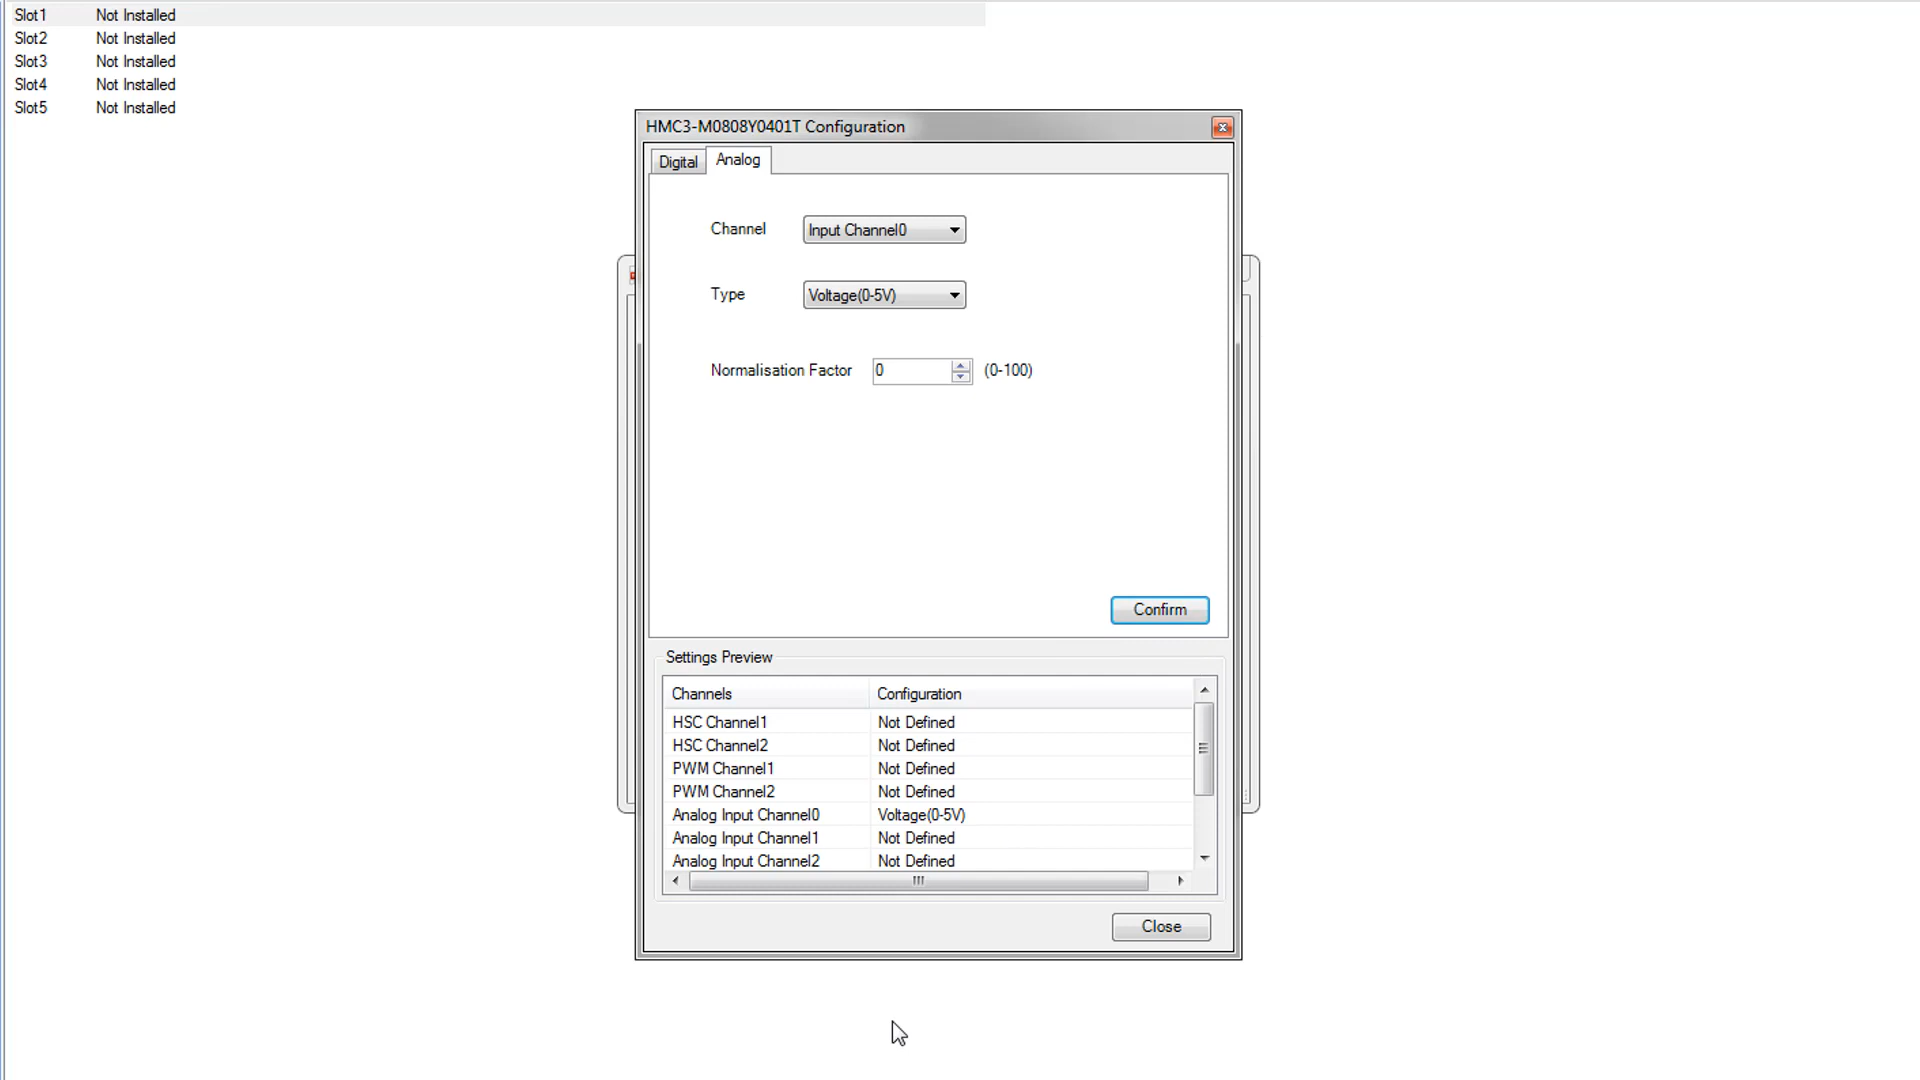 Slot1 Not Installed
Slot2 Not Installed
Slot3 Not Installed
Slot4 Not Installed
Slot5 Not Installed
HMC3-M0808Y0401T Configuration
Digital Analog
Channel Input Channel0
Type Voltage(0-5V)
Normalisation Factor 0 (0-100)
Confirm
Settings Preview
Channels Configuration
HSC Channel1 Not Defined
HSC Channel2 Not Defined
PWM Channel1 Not Defined
PWM Channel2 Not Defined
Analog Input Channel0 Voltage(0-5V)
Analog Input Channel1 Not Defined
Analog Input Channel2 Not Defined
Close